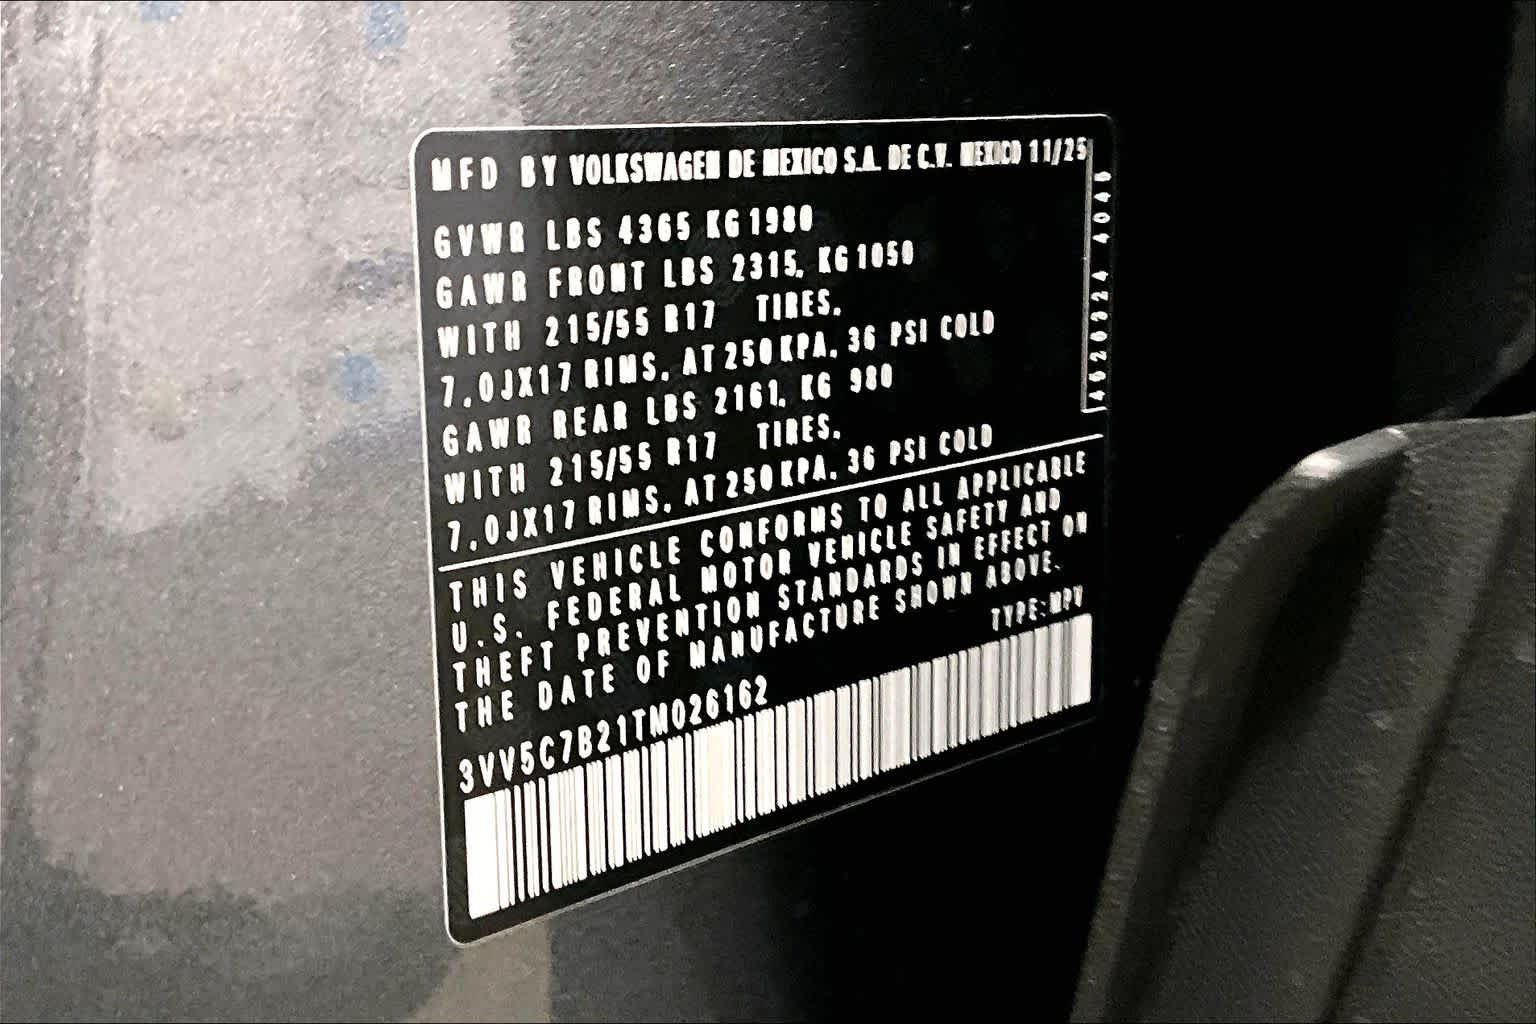 MFD BY VOLKSWAGEN DE MEXICO S.A. DE C.V. MEXICO 11/25
GVWR LBS 4365 KG 1980
GAWR FRONT LBS 2315, KG 1050
WITH 215/55 R17 TIRES,
7.0JX17 RIMS, AT 250 KPA, 36 PSI COLD
GAWR REAR LBS 2161, KG 980
WITH 215/55 R17 TIRES,
7.0JX17 RIMS, AT 250 KPA, 36 PSI COLD
THIS VEHICLE CONFORMS TO ALL APPLICABLE
U.S. FEDERAL MOTOR VEHICLE SAFETY AND
THEFT PREVENTION STANDARDS IN EFFECT ON
THE DATE OF MANUFACTURE SHOWN ABOVE.
TYPE:MPV
3VV5C7B21TM026162